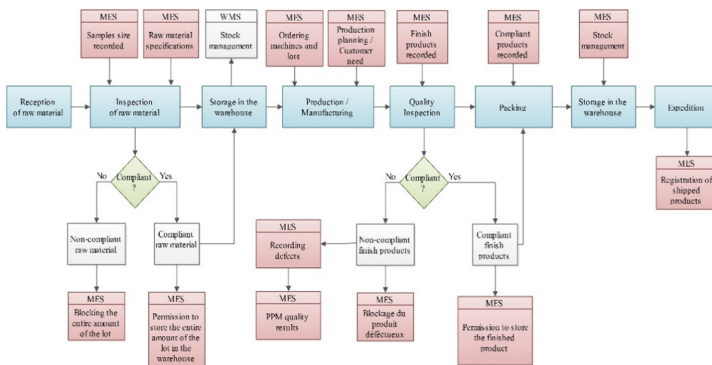 MES
Samples size
recorded
MES
Raw material
specifications
WMS
Stock
management
MES
Ordering
machines and
lots
MES
Production
planning /
Customer
need
MES
Finish
products
recorded
MES
Compliant
products
recorded
MES
Stock
management
Reception
of raw material
Inspection
of raw material
Storage in the
warehouse
Production /
Manufacturing
Quality
Inspection
Packing
Storage in the
warehouse
Expedition
No
Compliant
?
Yes
No
Compliant
?
Yes
MES
Registration of
shipped
products
Non-compliant
raw material
Compliant
raw material
MES
Recording
defects
Non-compliant
finish products
Compliant
finish
products
MES
Blocking the
entire amount
of the lot
MES
Permission to
store the entire
amount of the
lot in the
warehouse
MES
PPM quality
results
MES
Blockage du
produit
déféctueux
MES
Permission to store
the finished
product